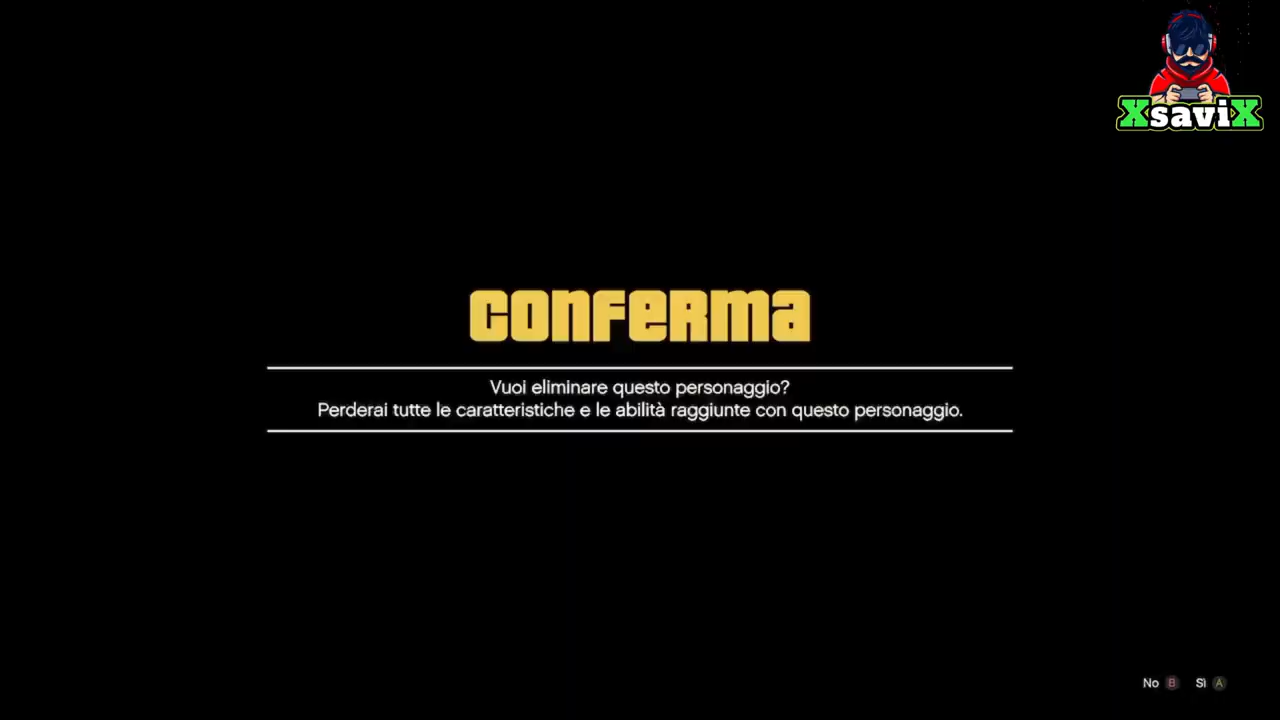 XsaviX
conferma
Vuoi eliminare questo personaggio?
Perderai tutte le caratteristiche e le abilità raggiunte con questo personaggio.
No B Sì A